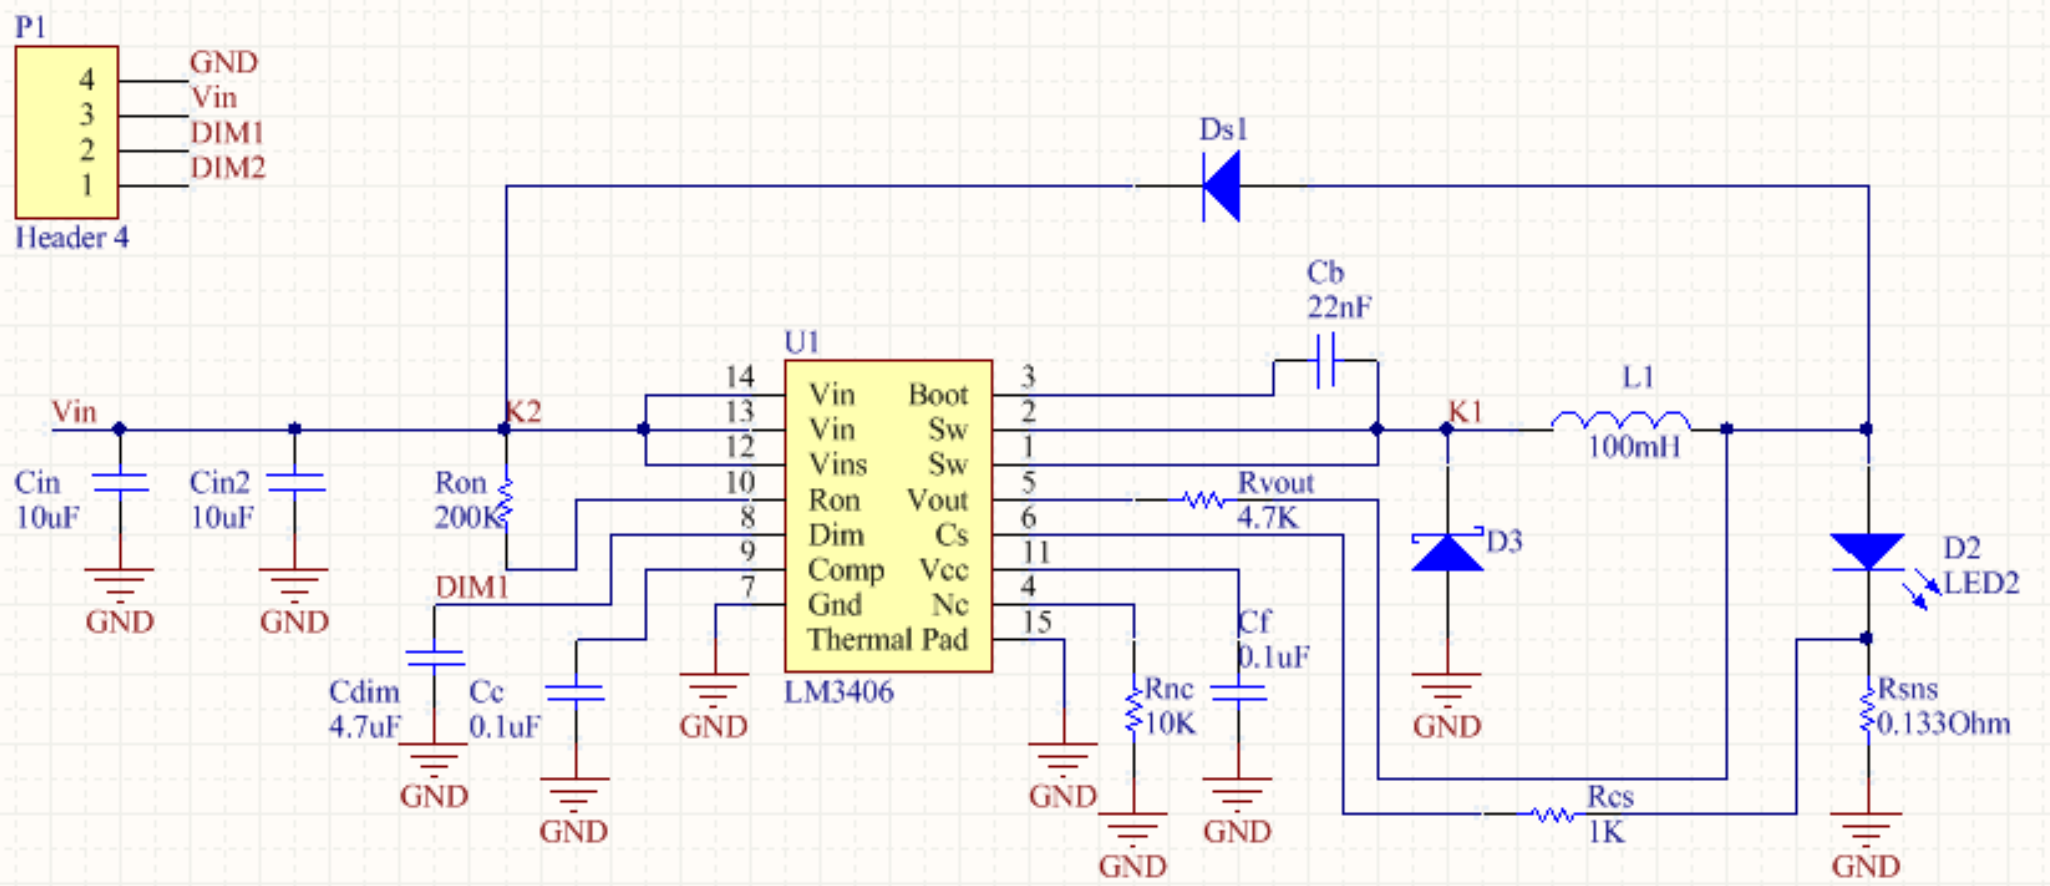 P1
4 GND
3 Vin
2 DIM1
1 DIM2
Header 4
Ds1
Cb
22nF
U1
14 Vin Boot 3
13 Vin Sw 2
12 Vins Sw 1
10 Ron Vout 5
8 Dim Cs 6
9 Comp Vcc 11
7 Gnd Nc 4
Thermal Pad 15
LM3406
Vin
K2
K1
L1
100mH
Cin
10uF
GND
Cin2
10uF
GND
Ron
200K
DIM1
Cdim
4.7uF
GND
Cc
0.1uF
GND
GND
GND
Rnc
10K
GND
Cf
0.1uF
GND
Rvout
4.7K
D3
GND
Rcs
1K
D2
LED2
Rsns
0.133Ohm
GND